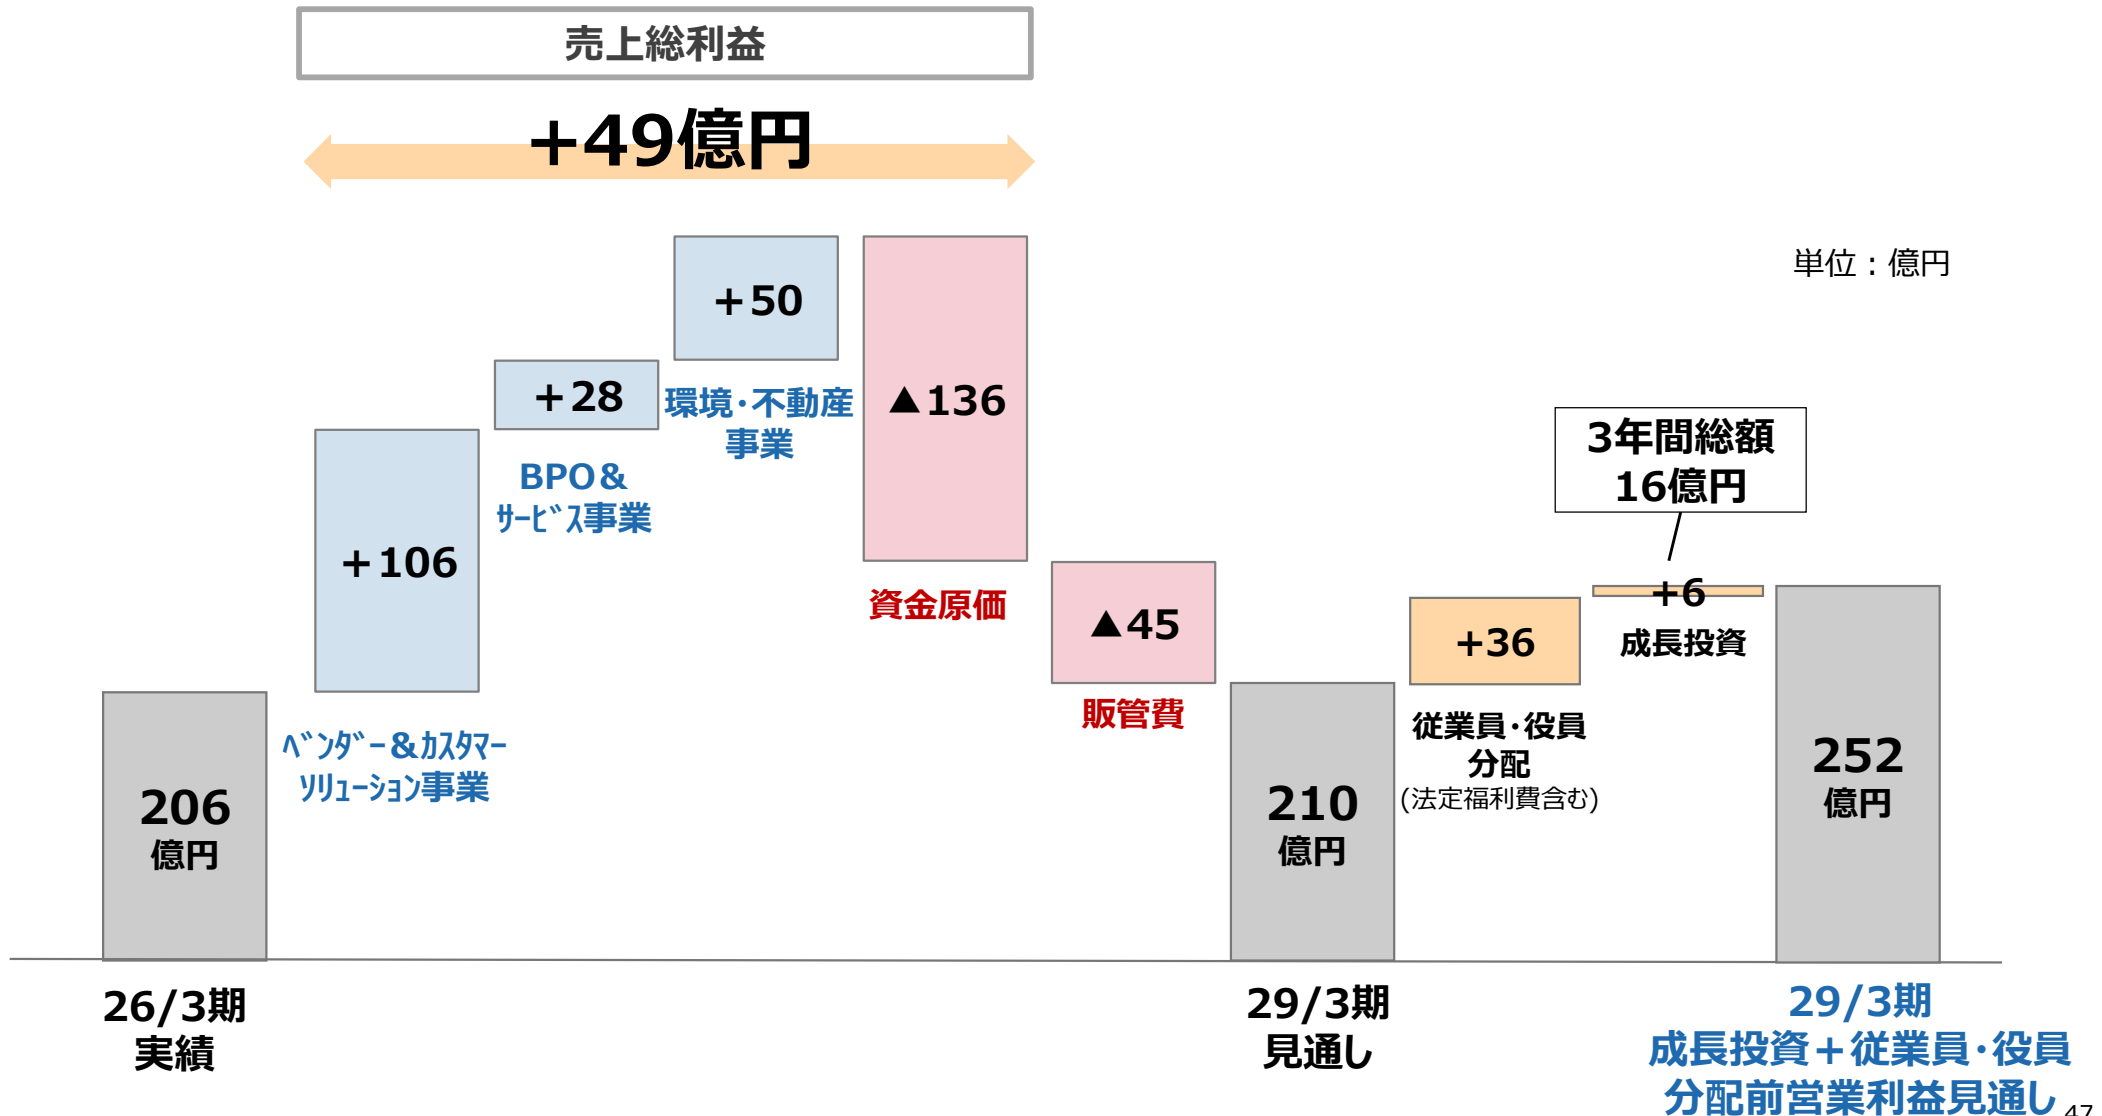 売上総利益
+49億円
単位：億円
+50
+28
環境・不動産
事業
▲136
3年間総額
16億円
BPO＆
ｻｰﾋﾞｽ事業
+106
+6
資金原価
▲45
+36
成長投資
販管費
従業員・役員
分配
(法定福利費含む)
ﾍﾞﾝﾀﾞｰ＆ｶｽﾀﾏｰ
ｿﾘｭｰｼｮﾝ事業
206
億円
210
億円
252
億円
26/3期
実績
29/3期
見通し
29/3期
成長投資＋従業員・役員
分配前営業利益見通し
47